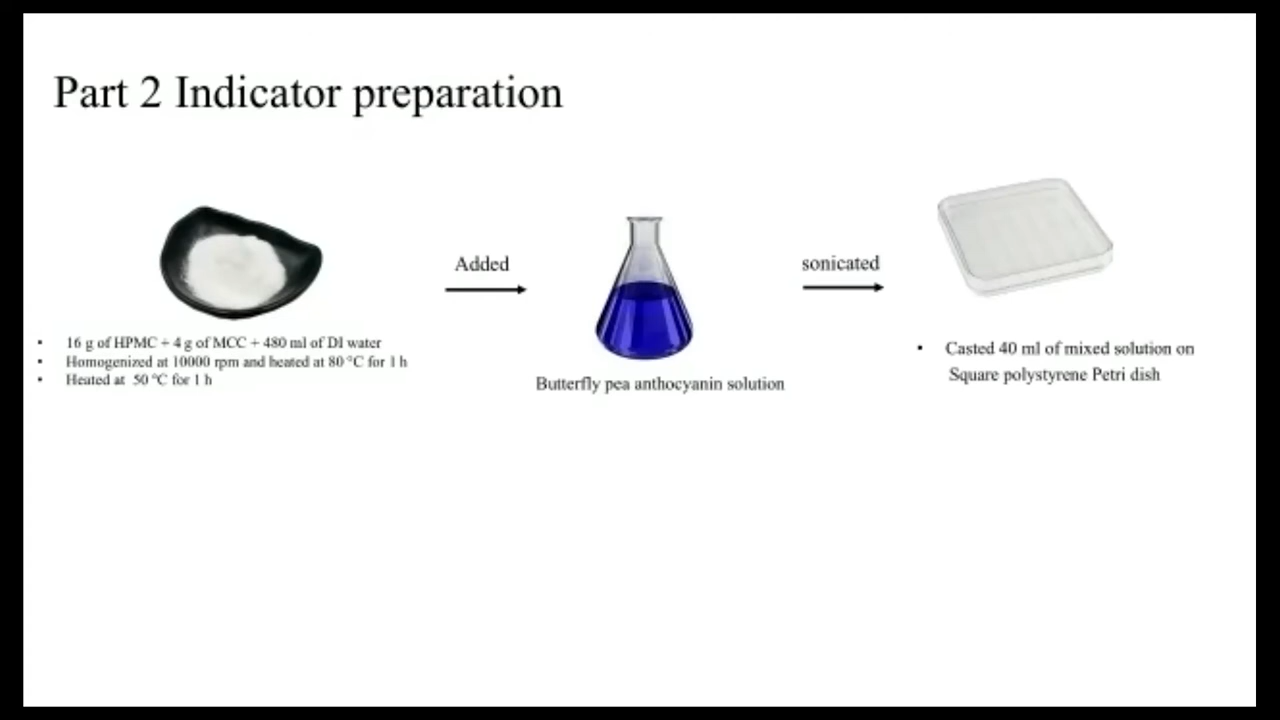 Part 2 Indicator preparation
Added
sonicated
• 16 g of HPMC + 4 g of MCC + 480 ml of DI water
• Homogenized at 10000 rpm and heated at 80 °C for 1 h
• Heated at 50 °C for 1 h
Butterfly pea anthocyanin solution
• Casted 40 ml of mixed solution on
Square polystyrene Petri dish